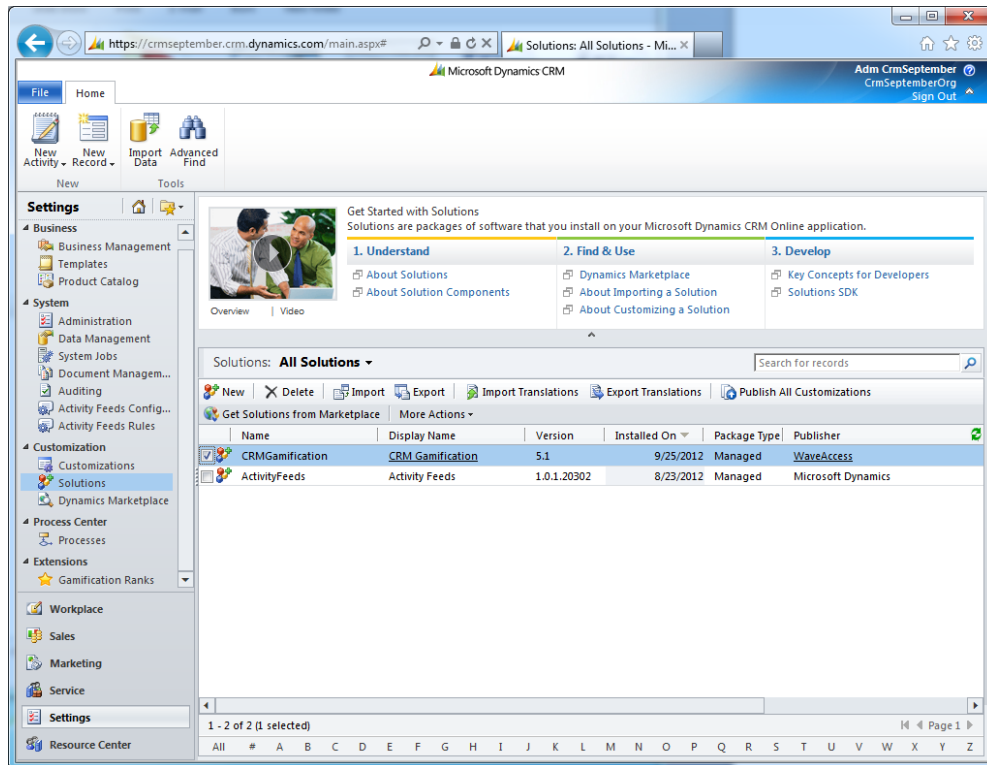 https://crmseptember.crm.dynamics.com/main.aspx#
Solutions: All Solutions - Mi...
Microsoft Dynamics CRM
Adm CrmSeptember
CrmSeptemberOrg
Sign Out
File Home
New Activity New Record Import Data Advanced Find
New Tools
Settings
Business
Business Management
Templates
Product Catalog
System
Administration
Data Management
System Jobs
Document Managem...
Auditing
Activity Feeds Config...
Activity Feeds Rules
Customization
Customizations
Solutions
Dynamics Marketplace
Process Center
Processes
Extensions
Gamification Ranks
Workplace
Sales
Marketing
Service
Settings
Resource Center
Get Started with Solutions
Solutions are packages of software that you install on your Microsoft Dynamics CRM Online application.
1. Understand
About Solutions
About Solution Components
2. Find & Use
Dynamics Marketplace
About Importing a Solution
About Customizing a Solution
3. Develop
Key Concepts for Developers
Solutions SDK
Overview | Video
Solutions: All Solutions
Search for records
New Delete Import Export Import Translations Export Translations Publish All Customizations
Get Solutions from Marketplace More Actions
Name Display Name Version Installed On Package Type Publisher
CRMGamification CRM Gamification 5.1 9/25/2012 Managed WaveAccess
ActivityFeeds Activity Feeds 1.0.1.20302 8/23/2012 Managed Microsoft Dynamics
1 - 2 of 2 (1 selected)
Page 1
All # A B C D E F G H I J K L M N O P Q R S T U V W X Y Z